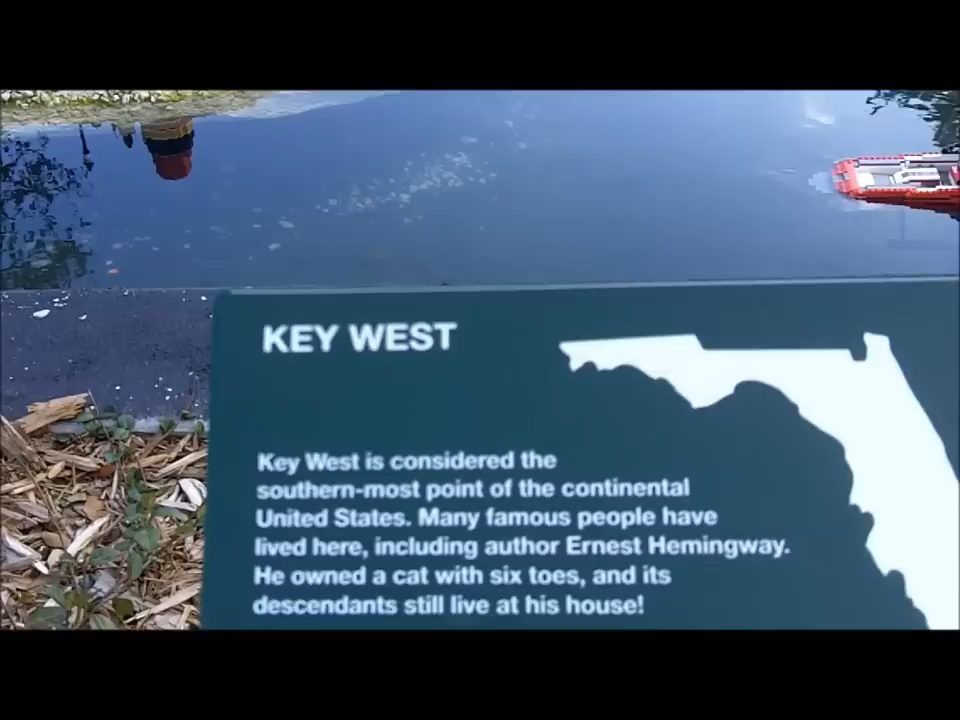 KEY WEST
Key West is considered the
southern-most point of the continental
United States. Many famous people have
lived here, including author Ernest Hemingway.
He owned a cat with six toes, and its
descendants still live at his house!